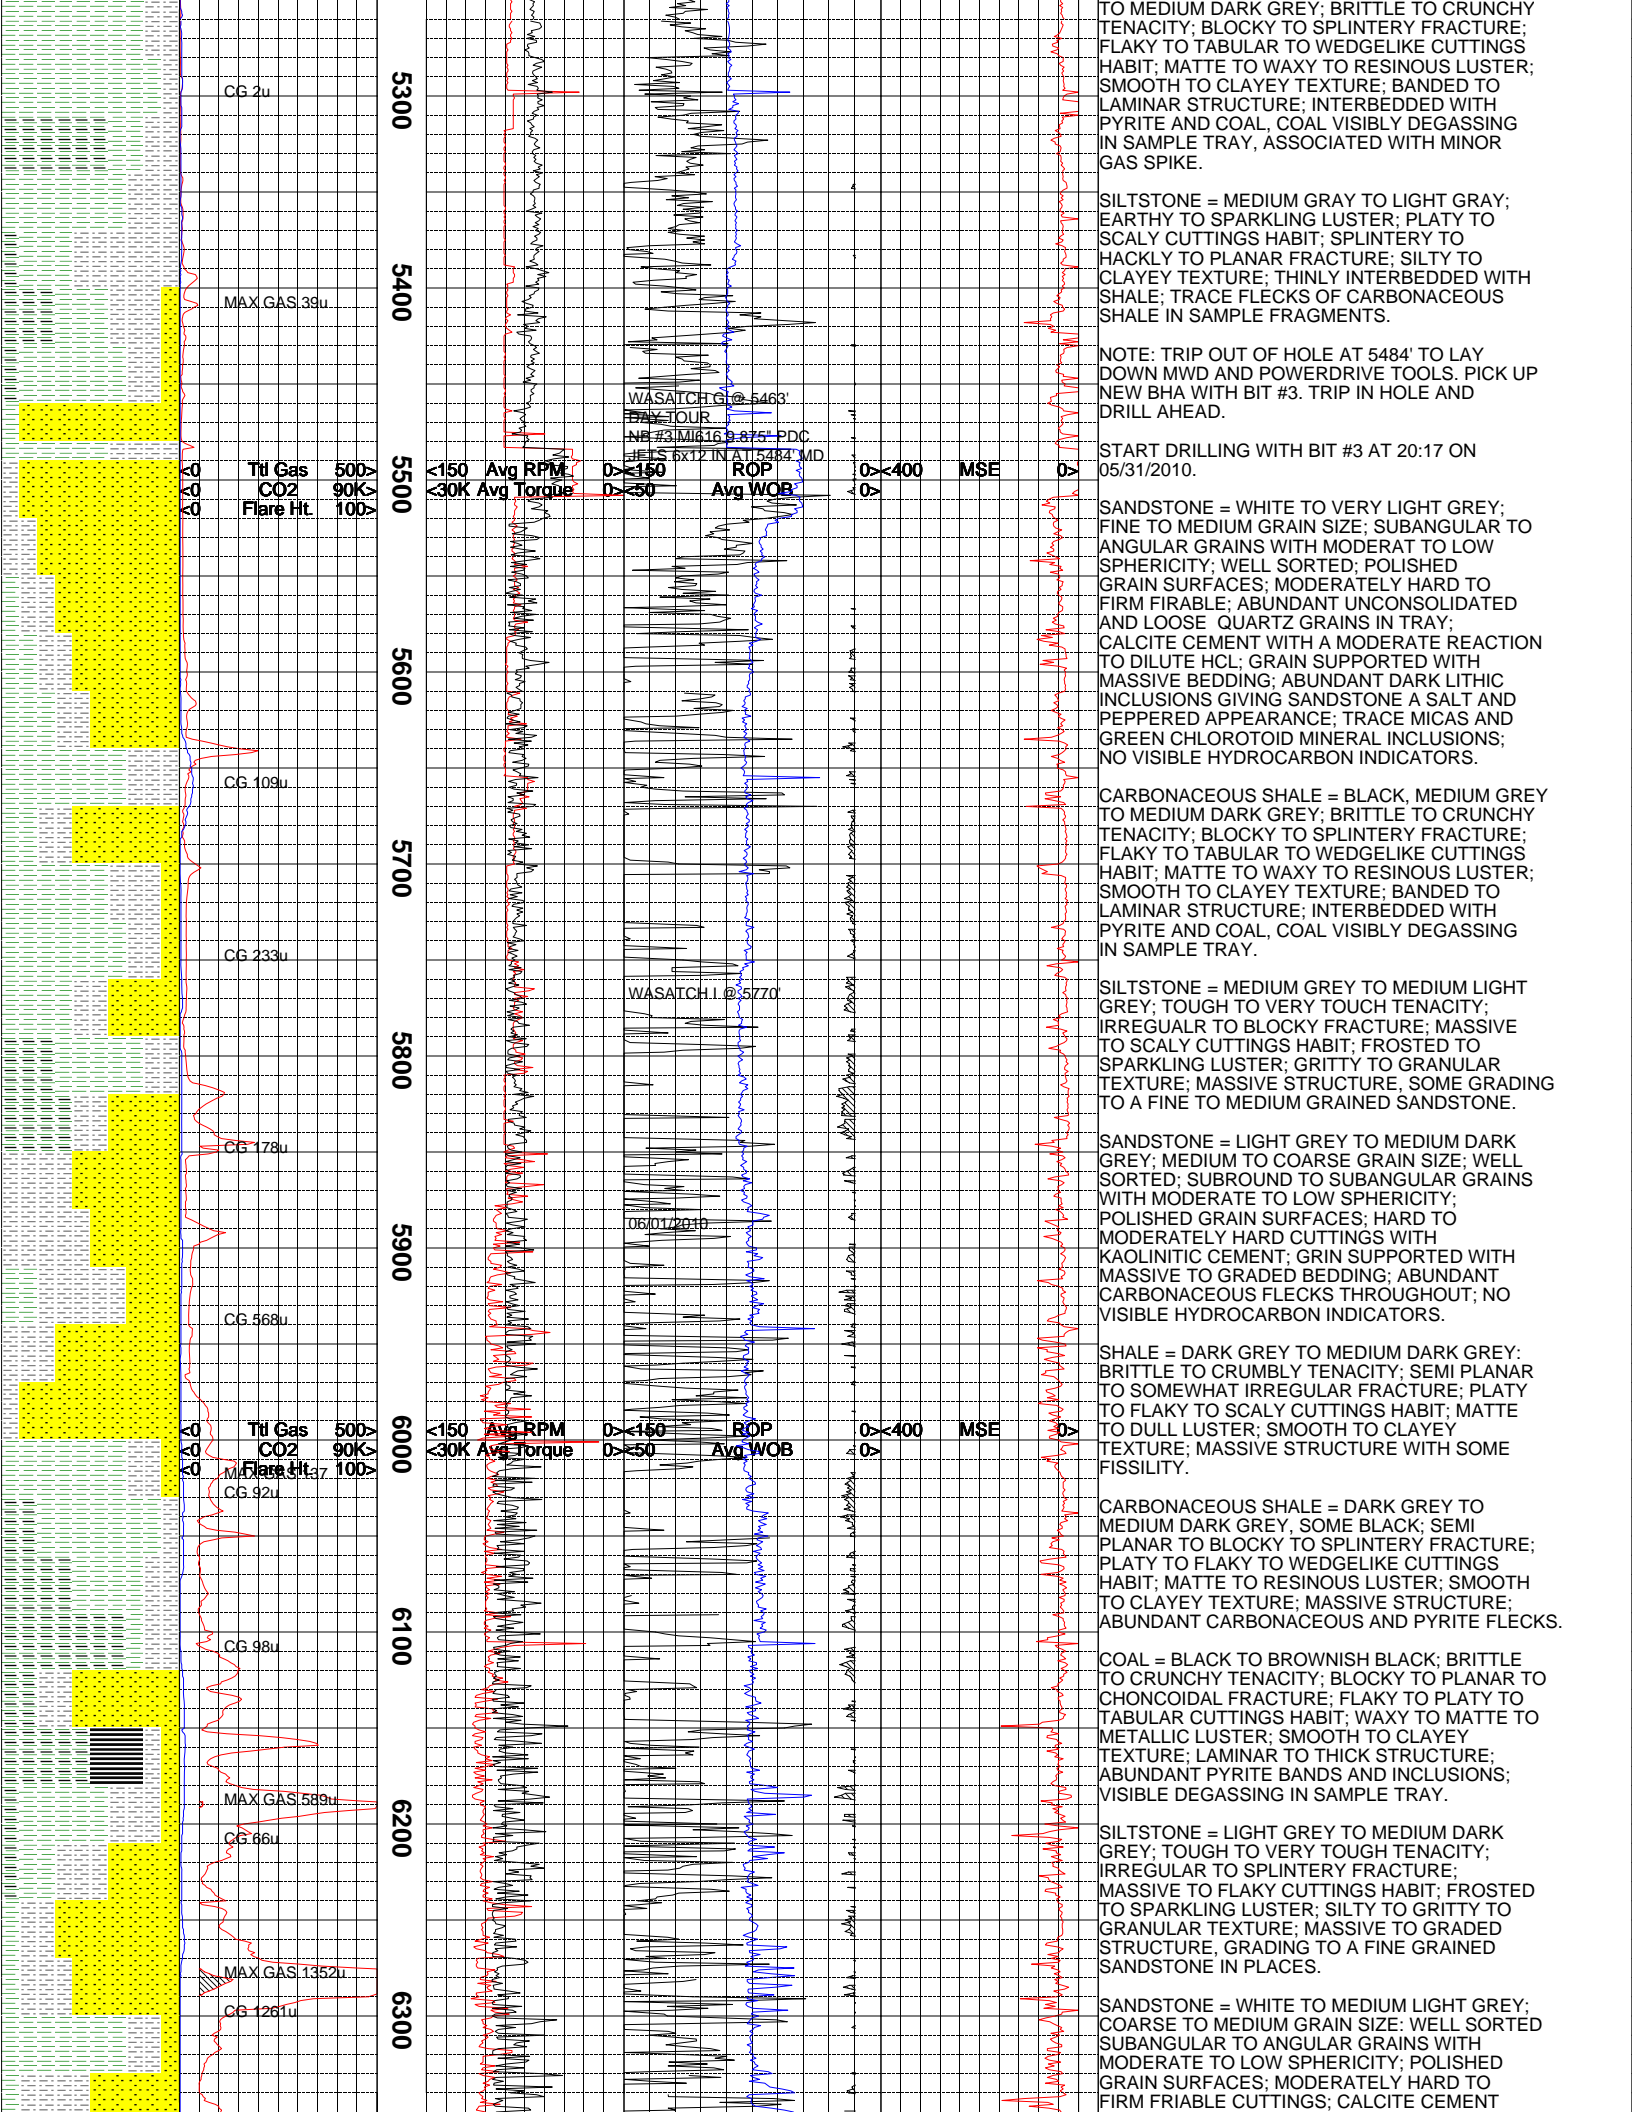 CG 2u
MAX GAS 39u
<0 Ttl Gas 500>
<0 CO2 90K>
<0 Flare Ht. 100>
CG 109u
CG 233u
CG 178u
CG 568u
<0 Ttl Gas 500>
<0 CO2 90K>
<0 Flare Ht. 100>
MAX GAS 137
CG 92u
CG 98u
MAX GAS 589u
CG 66u
MAX GAS 1352u
CG 1261u
5300
5400
5500
5600
5700
5800
5900
6000
6100
6200
6300
<150 Avg RPM 0>
<30K Avg Torque 0>
<150 Avg RPM 0>
<30K Avg Torque 0>
WASATCH G @ 5463'
DAY TOUR
NB #3 MI616 9.875" PDC
JETS 6x12 IN AT 5484' MD
<150 ROP 0>
<50 Avg WOB 0>
WASATCH I @ 5770'
06/01/2010
<150 ROP 0>
<50 Avg WOB 0>
<400 MSE 0>
<400 MSE 0>
TO MEDIUM DARK GREY; BRITTLE TO CRUNCHY
TENACITY; BLOCKY TO SPLINTERY FRACTURE;
FLAKY TO TABULAR TO WEDGELIKE CUTTINGS
HABIT; MATTE TO WAXY TO RESINOUS LUSTER;
SMOOTH TO CLAYEY TEXTURE; BANDED TO
LAMINAR STRUCTURE; INTERBEDDED WITH
PYRITE AND COAL, COAL VISIBLY DEGASSING
IN SAMPLE TRAY, ASSOCIATED WITH MINOR
GAS SPIKE.
SILTSTONE = MEDIUM GRAY TO LIGHT GRAY;
EARTHY TO SPARKLING LUSTER; PLATY TO
SCALY CUTTINGS HABIT; SPLINTERY TO
HACKLY TO PLANAR FRACTURE; SILTY TO
CLAYEY TEXTURE; THINLY INTERBEDDED WITH
SHALE; TRACE FLECKS OF CARBONACEOUS
SHALE IN SAMPLE FRAGMENTS.
NOTE: TRIP OUT OF HOLE AT 5484' TO LAY
DOWN MWD AND POWERDRIVE TOOLS. PICK UP
NEW BHA WITH BIT #3. TRIP IN HOLE AND
DRILL AHEAD.
START DRILLING WITH BIT #3 AT 20:17 ON
05/31/2010.
SANDSTONE = WHITE TO VERY LIGHT GREY;
FINE TO MEDIUM GRAIN SIZE; SUBANGULAR TO
ANGULAR GRAINS WITH MODERAT TO LOW
SPHERICITY; WELL SORTED; POLISHED
GRAIN SURFACES; MODERATELY HARD TO
FIRM FIRABLE; ABUNDANT UNCONSOLIDATED
AND LOOSE QUARTZ GRAINS IN TRAY;
CALCITE CEMENT WITH A MODERATE REACTION
TO DILUTE HCL; GRAIN SUPPORTED WITH
MASSIVE BEDDING; ABUNDANT DARK LITHIC
INCLUSIONS GIVING SANDSTONE A SALT AND
PEPPERED APPEARANCE; TRACE MICAS AND
GREEN CHLOROTOID MINERAL INCLUSIONS;
NO VISIBLE HYDROCARBON INDICATORS.
CARBONACEOUS SHALE = BLACK, MEDIUM GREY
TO MEDIUM DARK GREY; BRITTLE TO CRUNCHY
TENACITY; BLOCKY TO SPLINTERY FRACTURE;
FLAKY TO TABULAR TO WEDGELIKE CUTTINGS
HABIT; MATTE TO WAXY TO RESINOUS LUSTER;
SMOOTH TO CLAYEY TEXTURE; BANDED TO
LAMINAR STRUCTURE; INTERBEDDED WITH
PYRITE AND COAL, COAL VISIBLY DEGASSING
IN SAMPLE TRAY.
SILTSTONE = MEDIUM GREY TO MEDIUM LIGHT
GREY; TOUGH TO VERY TOUCH TENACITY;
IRREGUALR TO BLOCKY FRACTURE; MASSIVE
TO SCALY CUTTINGS HABIT; FROSTED TO
SPARKLING LUSTER; GRITTY TO GRANULAR
TEXTURE; MASSIVE STRUCTURE, SOME GRADING
TO A FINE TO MEDIUM GRAINED SANDSTONE.
SANDSTONE = LIGHT GREY TO MEDIUM DARK
GREY; MEDIUM TO COARSE GRAIN SIZE; WELL
SORTED; SUBROUND TO SUBANGULAR GRAINS
WITH MODERATE TO LOW SPHERICITY;
POLISHED GRAIN SURFACES; HARD TO
MODERATELY HARD CUTTINGS WITH
KAOLINITIC CEMENT; GRIN SUPPORTED WITH
MASSIVE TO GRADED BEDDING; ABUNDANT
CARBONACEOUS FLECKS THROUGHOUT; NO
VISIBLE HYDROCARBON INDICATORS.
SHALE = DARK GREY TO MEDIUM DARK GREY:
BRITTLE TO CRUMBLY TENACITY; SEMI PLANAR
TO SOMEWHAT IRREGULAR FRACTURE; PLATY
TO FLAKY TO SCALY CUTTINGS HABIT; MATTE
TO DULL LUSTER; SMOOTH TO CLAYEY
TEXTURE; MASSIVE STRUCTURE WITH SOME
FISSILITY.
CARBONACEOUS SHALE = DARK GREY TO
MEDIUM DARK GREY, SOME BLACK; SEMI
PLANAR TO BLOCKY TO SPLINTERY FRACTURE;
PLATY TO FLAKY TO WEDGELIKE CUTTINGS
HABIT; MATTE TO RESINOUS LUSTER; SMOOTH
TO CLAYEY TEXTURE; MASSIVE STRUCTURE;
ABUNDANT CARBONACEOUS AND PYRITE FLECKS.
COAL = BLACK TO BROWNISH BLACK; BRITTLE
TO CRUNCHY TENACITY; BLOCKY TO PLANAR TO
CHONCOIDAL FRACTURE; FLAKY TO PLATY TO
TABULAR CUTTINGS HABIT; WAXY TO MATTE TO
METALLIC LUSTER; SMOOTH TO CLAYEY
TEXTURE; LAMINAR TO THICK STRUCTURE;
ABUNDANT PYRITE BANDS AND INCLUSIONS;
VISIBLE DEGASSING IN SAMPLE TRAY.
SILTSTONE = LIGHT GREY TO MEDIUM DARK
GREY; TOUGH TO VERY TOUGH TENACITY;
IRREGULAR TO SPLINTERY FRACTURE;
MASSIVE TO FLAKY CUTTINGS HABIT; FROSTED
TO SPARKLING LUSTER; SILTY TO GRITTY TO
GRANULAR TEXTURE; MASSIVE TO GRADED
STRUCTURE, GRADING TO A FINE GRAINED
SANDSTONE IN PLACES.
SANDSTONE = WHITE TO MEDIUM LIGHT GREY;
COARSE TO MEDIUM GRAIN SIZE: WELL SORTED
SUBANGULAR TO ANGULAR GRAINS WITH
MODERATE TO LOW SPHERICITY; POLISHED
GRAIN SURFACES; MODERATELY HARD TO
FIRM FRIABLE CUTTINGS; CALCITE CEMENT